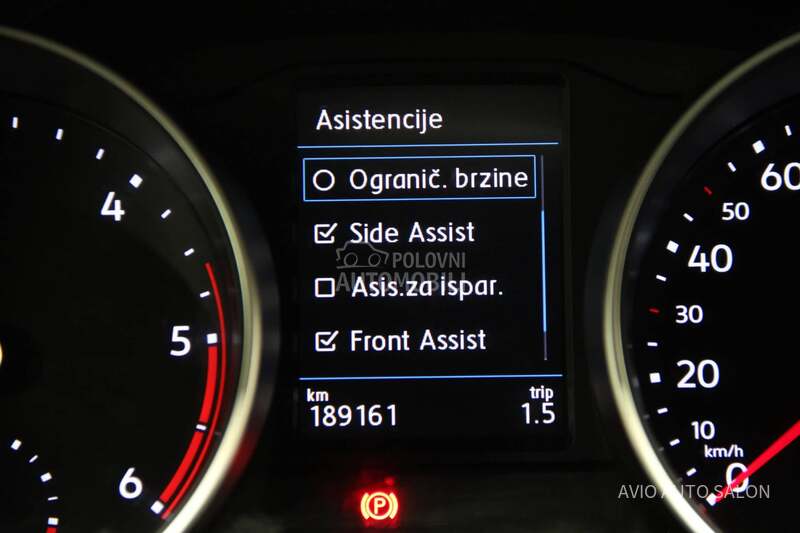 Asistencije
Ogranič. brzine
Side Assist
POLOVNI
AUTOMOBILI
Asis.za ispar.
Front Assist
km
trip
189161
1.5
4
5
6
60
50
40
30
20
10
km/h
0
P
AVIO AUTO SALON